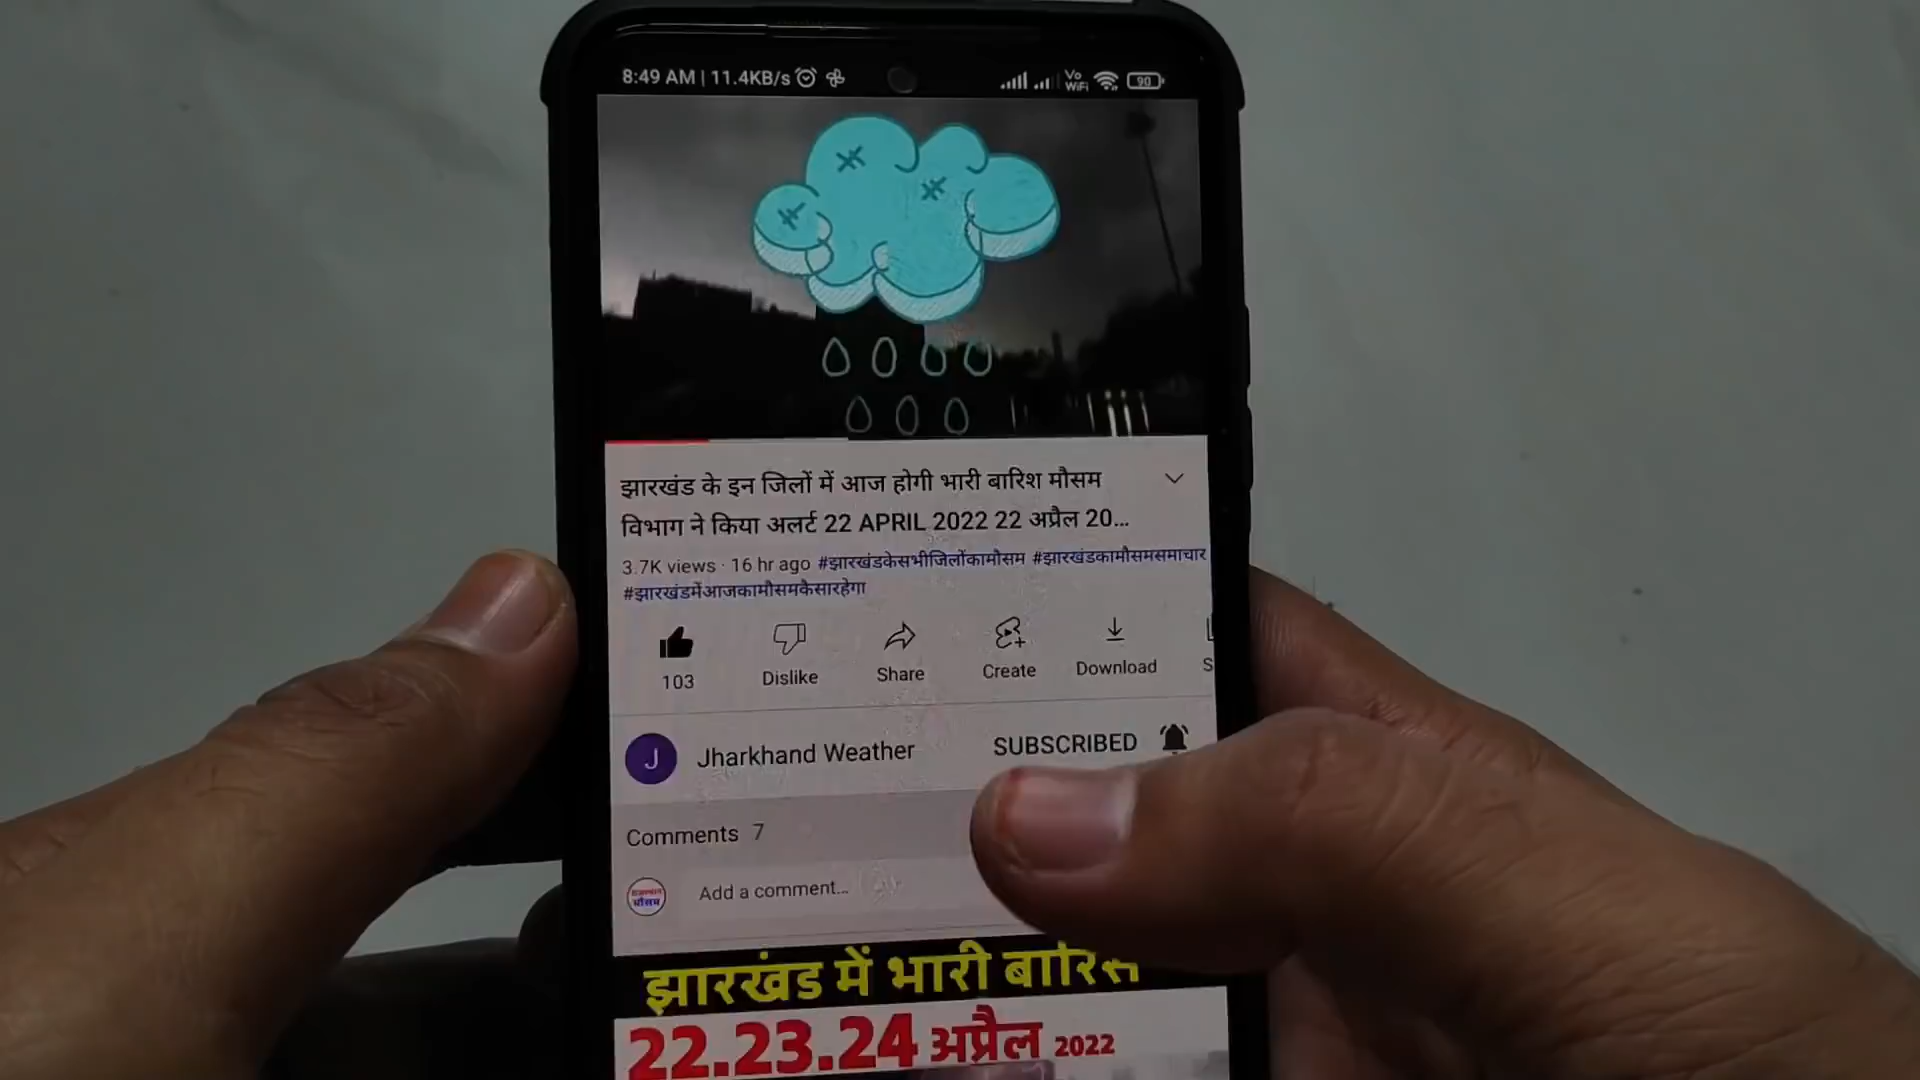 8:49 AM | 11.4KB/s
Vo
WiFi
90
झारखंड के इन जिलों में आज होगी भारी बारिश मौसम
विभाग ने किया अलर्ट 22 APRIL 2022 22 अप्रैल 20...
3.7K views · 16 hr ago #झारखंडकेसभीजिलोंकामौसम #झारखंडकामौसमसमाचार
#झारखंडमेंआजकामौसमकैसारहेगा
103 Dislike Share Create Download
J Jharkhand Weather SUBSCRIBED
Comments 7
मौसम
Add a comment...
झारखंड में भारी
22.23.24 अप्रैल 2022